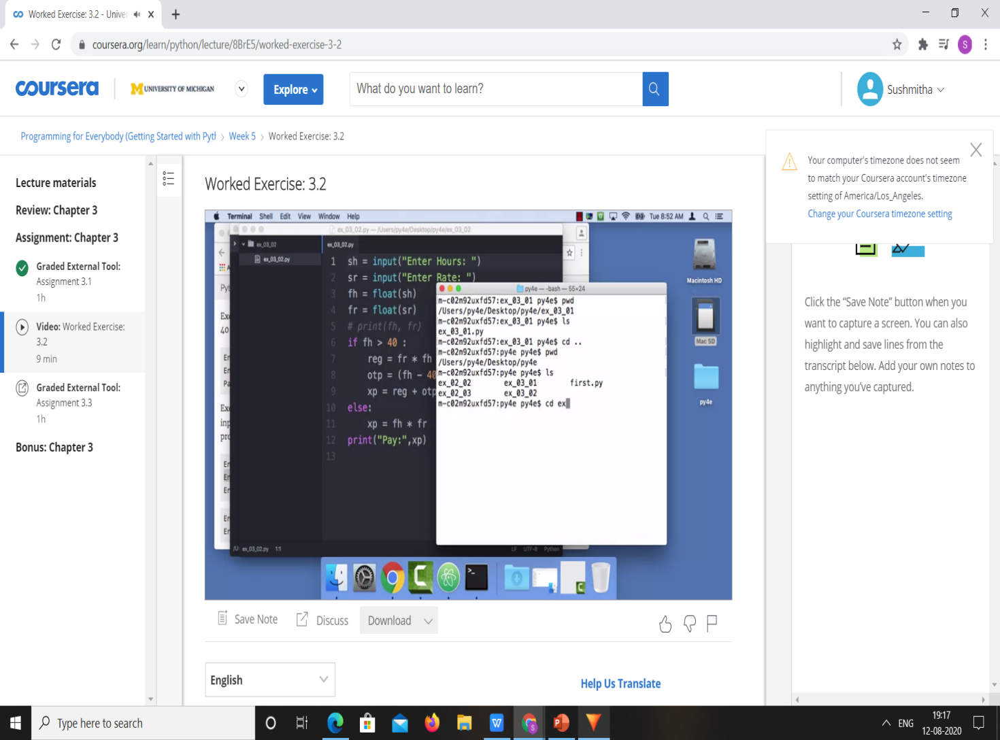 Worked Exercise: 3.2 - Univer
coursera.org/learn/python/lecture/8BrE5/worked-exercise-3-2
S
coursera
M UNIVERSITY OF MICHIGAN
Explore
What do you want to learn?
Sushmitha
Programming for Everybody (Getting Started with Pyth
Week 5
Worked Exercise: 3.2
Your computer's timezone does not seem
to match your Coursera account's timezone
setting of America/Los_Angeles.
Change your Coursera timezone setting
Lecture materials
Review: Chapter 3
Assignment: Chapter 3
Graded External Tool:
Assignment 3.1
1h
Video: Worked Exercise:
3.2
9 min
Graded External Tool:
Assignment 3.3
1h
Bonus: Chapter 3
Worked Exercise: 3.2
Terminal Shell Edit View Window Help
Tue 8:52 AM
ex_03_02.py — /Users/py4e/Desktop/py4e/ex_03_02
ex_03_02
ex_03_02.py
ex_03_02.py
1 sh = input("Enter Hours: ")
2 sr = input("Enter Rate: ")
3 fh = float(sh)
4 fr = float(sr)
5 # print(fh, fr)
6 if fh > 40 :
7 reg = fr * fh
8 otp = (fh - 40
9 xp = reg + otp
10 else:
11 xp = fh * fr
12 print("Pay:",xp)
13
py4e — -bash — 55×24
m-c02m92uxfd57:ex_03_01 py4e$ pwd
/Users/py4e/Desktop/py4e/ex_03_01
m-c02m92uxfd57:ex_03_01 py4e$ ls
ex_03_01.py
m-c02m92uxfd57:ex_03_01 py4e$ cd ..
m-c02m92uxfd57:py4e py4e$ pwd
/Users/py4e/Desktop/py4e
m-c02m92uxfd57:py4e py4e$ ls
ex_02_02 ex_03_01 first.py
ex_02_03 ex_03_02
m-c02m92uxfd57:py4e py4e$ cd ex
Macintosh HD
Mac SD
py4e
ex_03_02.py 1:1
LF UTF-8 Python
Click the “Save Note” button when you
want to capture a screen. You can also
highlight and save lines from the
transcript below. Add your own notes to
anything you’ve captured.
Save Note
Discuss
Download
English
Help Us Translate
Type here to search
ENG
19:17
12-08-2020